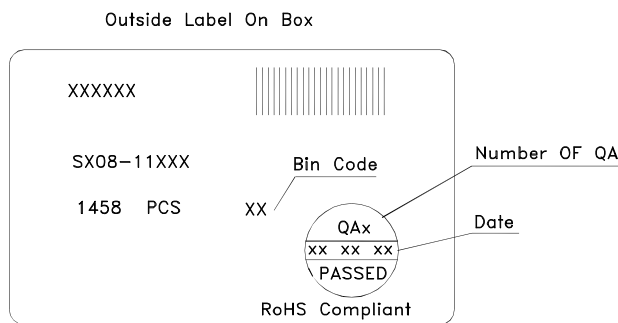 Outside Label On Box
XXXXXX
SX08-11XXX
Bin Code
Number OF QA
1458 PCS
XX
QAx
Date
xx xx xx
PASSED
RoHS Compliant